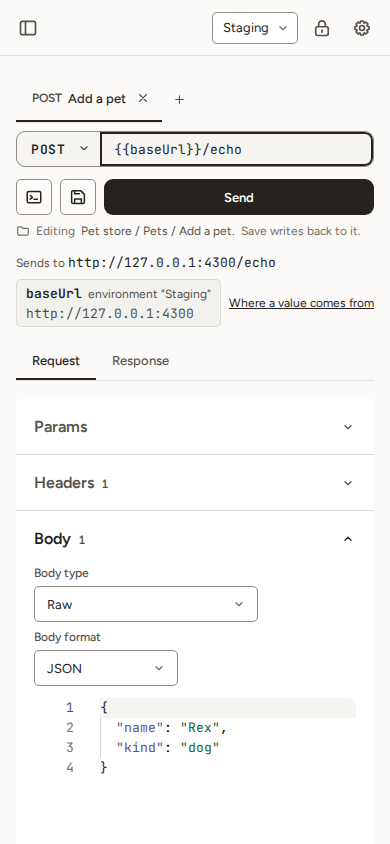 Staging
POST Add a pet
POST {{baseUrl}}/echo
Send
Editing Pet store / Pets / Add a pet. Save writes back to it.
Sends to http://127.0.0.1:4300/echo
baseUrl environment "Staging"
http://127.0.0.1:4300
Where a value comes from
Request Response
Params
Headers 1
Body 1
Body type
Raw
Body format
JSON
1 {
2 "name": "Rex",
3 "kind": "dog"
4 }